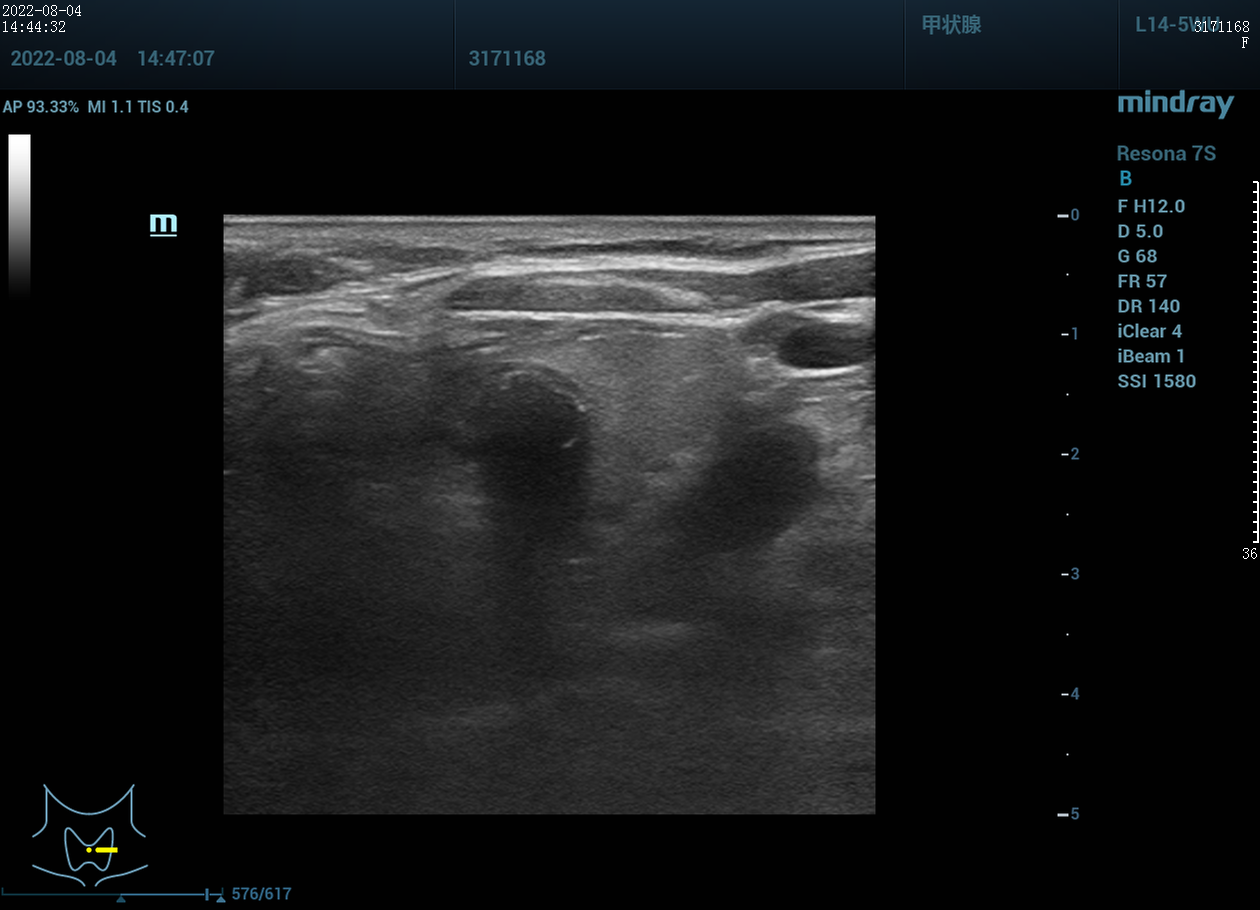 2022-08-04
14:44:32
2022-08-04 14:47:07
3171168
甲状腺
3171168
F
AP 93.33% MI 1.1 TIS 0.4
mindray
Resona 7S
B
F H12.0
D 5.0
G 68
FR 57
DR 140
iClear 4
iBeam 1
SSI 1580
m
0
1
2
3
4
5
36
576/617